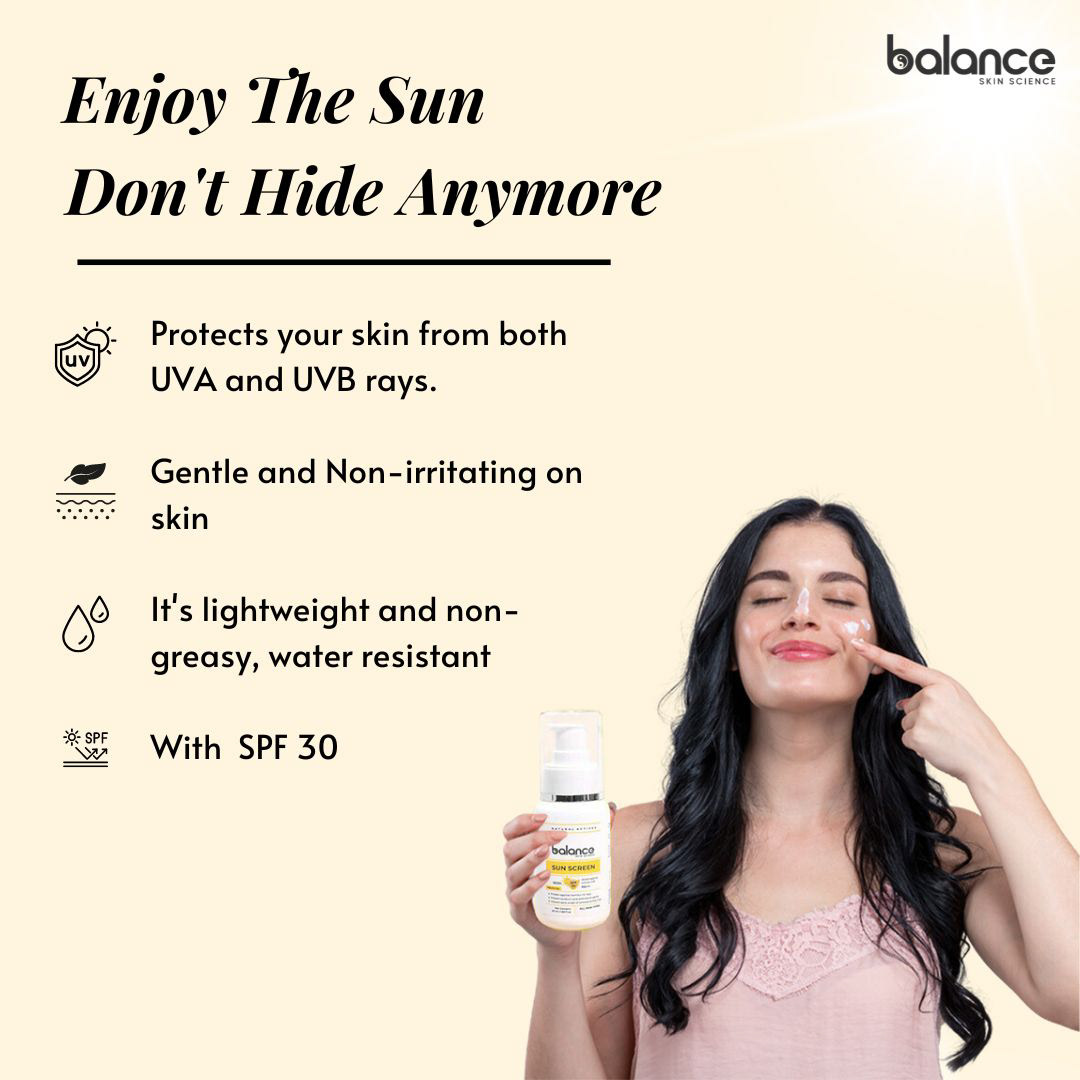 balance
SKIN SCIENCE
Enjoy The Sun
Don't Hide Anymore
uv
Protects your skin from both
UVA and UVB rays.
Gentle and Non-irritating on
skin
It's lightweight and non-
greasy, water resistant
SPF
With SPF 30
balance
SUN SCREEN